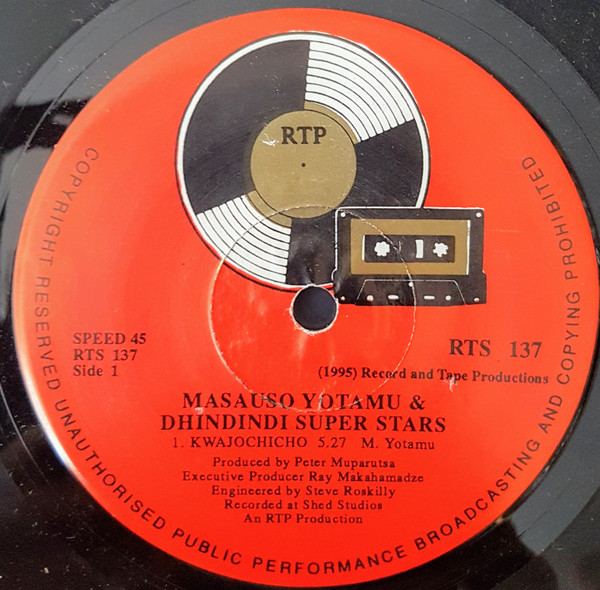 RTP
SPEED 45
RTS 137
Side 1
RTS 137
(1995) Record and Tape Productions
MASAUSO YOTAMU &
DHINDINDI SUPER STARS
1. KWAJOCHICHO 5.27 M. Yotamu
Produced by Peter Muparutsa
Executive Producer Ray Makahamadze
Engineered by Steve Roskilly
Recorded at Shed Studios
An RTP Production
COPYRIGHT RESERVED UNAUTHORISED PUBLIC PERFORMANCE BROADCASTING AND COPYING PROHIBITED